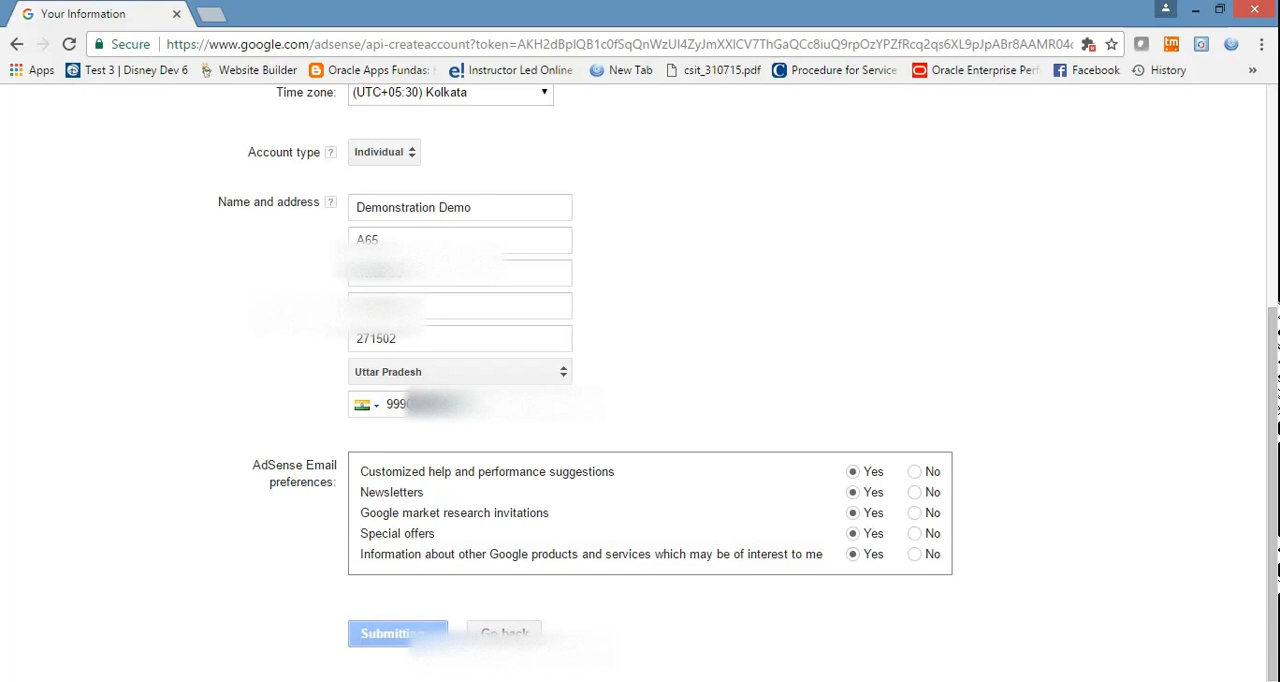 Your Information
Secure https://www.google.com/adsense/api-createaccount?token=
Apps Test 3 | Disney Dev 6 Website Builder Oracle Apps Fundas: Instructor Led Online New Tab csit_310715.pdf Procedure for Service Oracle Enterprise Perf Facebook History »
Time zone: (UTC+05:30) Kolkata
Account type ? Individual
Name and address ? Demonstration Demo
A65
271502
Uttar Pradesh
999
AdSense Email
preferences:
Customized help and performance suggestions Yes No
Newsletters Yes No
Google market research invitations Yes No
Special offers Yes No
Information about other Google products and services which may be of interest to me Yes No
Submitting Go back